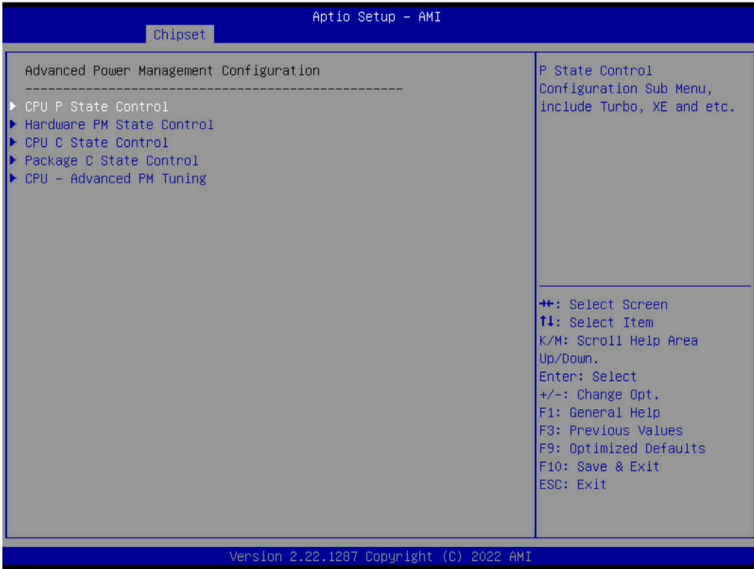 Aptio Setup – AMI
Chipset
Advanced Power Management Configuration
--------------------------------------------------
CPU P State Control
Hardware PM State Control
CPU C State Control
Package C State Control
CPU – Advanced PM Tuning
P State Control
Configuration Sub Menu,
include Turbo, XE and etc.
→←: Select Screen
↑↓: Select Item
K/M: Scroll Help Area
Up/Down.
Enter: Select
+/-: Change Opt.
F1: General Help
F3: Previous Values
F9: Optimized Defaults
F10: Save & Exit
ESC: Exit
Version 2.22.1287 Copyright (C) 2022 AMI